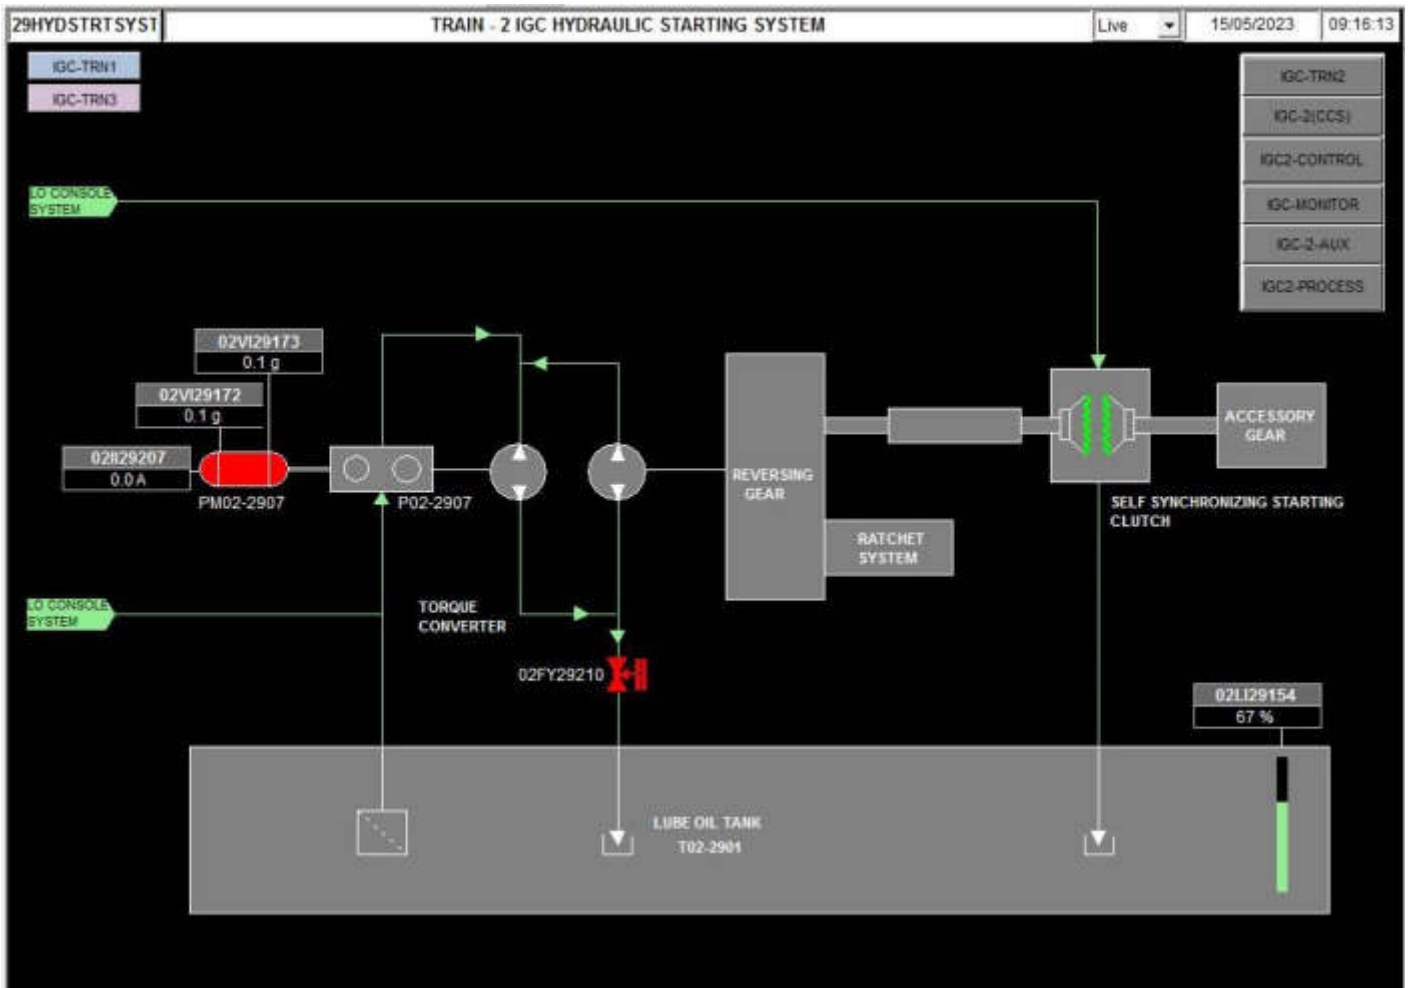 29HYDSTRTSYST
TRAIN - 2 IGC HYDRAULIC STARTING SYSTEM
Live
15/05/2023
09:16:13
IGC-TRN1
IGC-TRN3
IGC-TRN2
IGC-2(CCS)
IGC2-CONTROL
IGC-MONITOR
IGC-2-AUX
IGC2-PROCESS
LO CONSOLE
SYSTEM
02VI29173
0.1 g
02VI29172
0.1 g
02II29207
0.0 A
PM02-2907
P02-2907
REVERSING
GEAR
RATCHET
SYSTEM
ACCESSORY
GEAR
SELF SYNCHRONIZING STARTING
CLUTCH
LO CONSOLE
SYSTEM
TORQUE
CONVERTER
02FY29210
02LI29154
67 %
LUBE OIL TANK
T02-2901